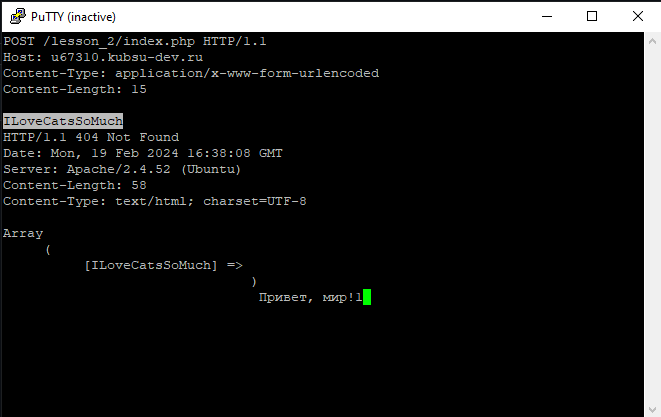 PuTTY (inactive)
POST /lesson_2/index.php HTTP/1.1
Host: u67310.kubsu-dev.ru
Content-Type: application/x-www-form-urlencoded
Content-Length: 15
ILoveCatsSoMuch
HTTP/1.1 404 Not Found
Date: Mon, 19 Feb 2024 16:38:08 GMT
Server: Apache/2.4.52 (Ubuntu)
Content-Length: 58
Content-Type: text/html; charset=UTF-8
Array
(
[ILoveCatsSoMuch] =>
)
Привет, мир!1